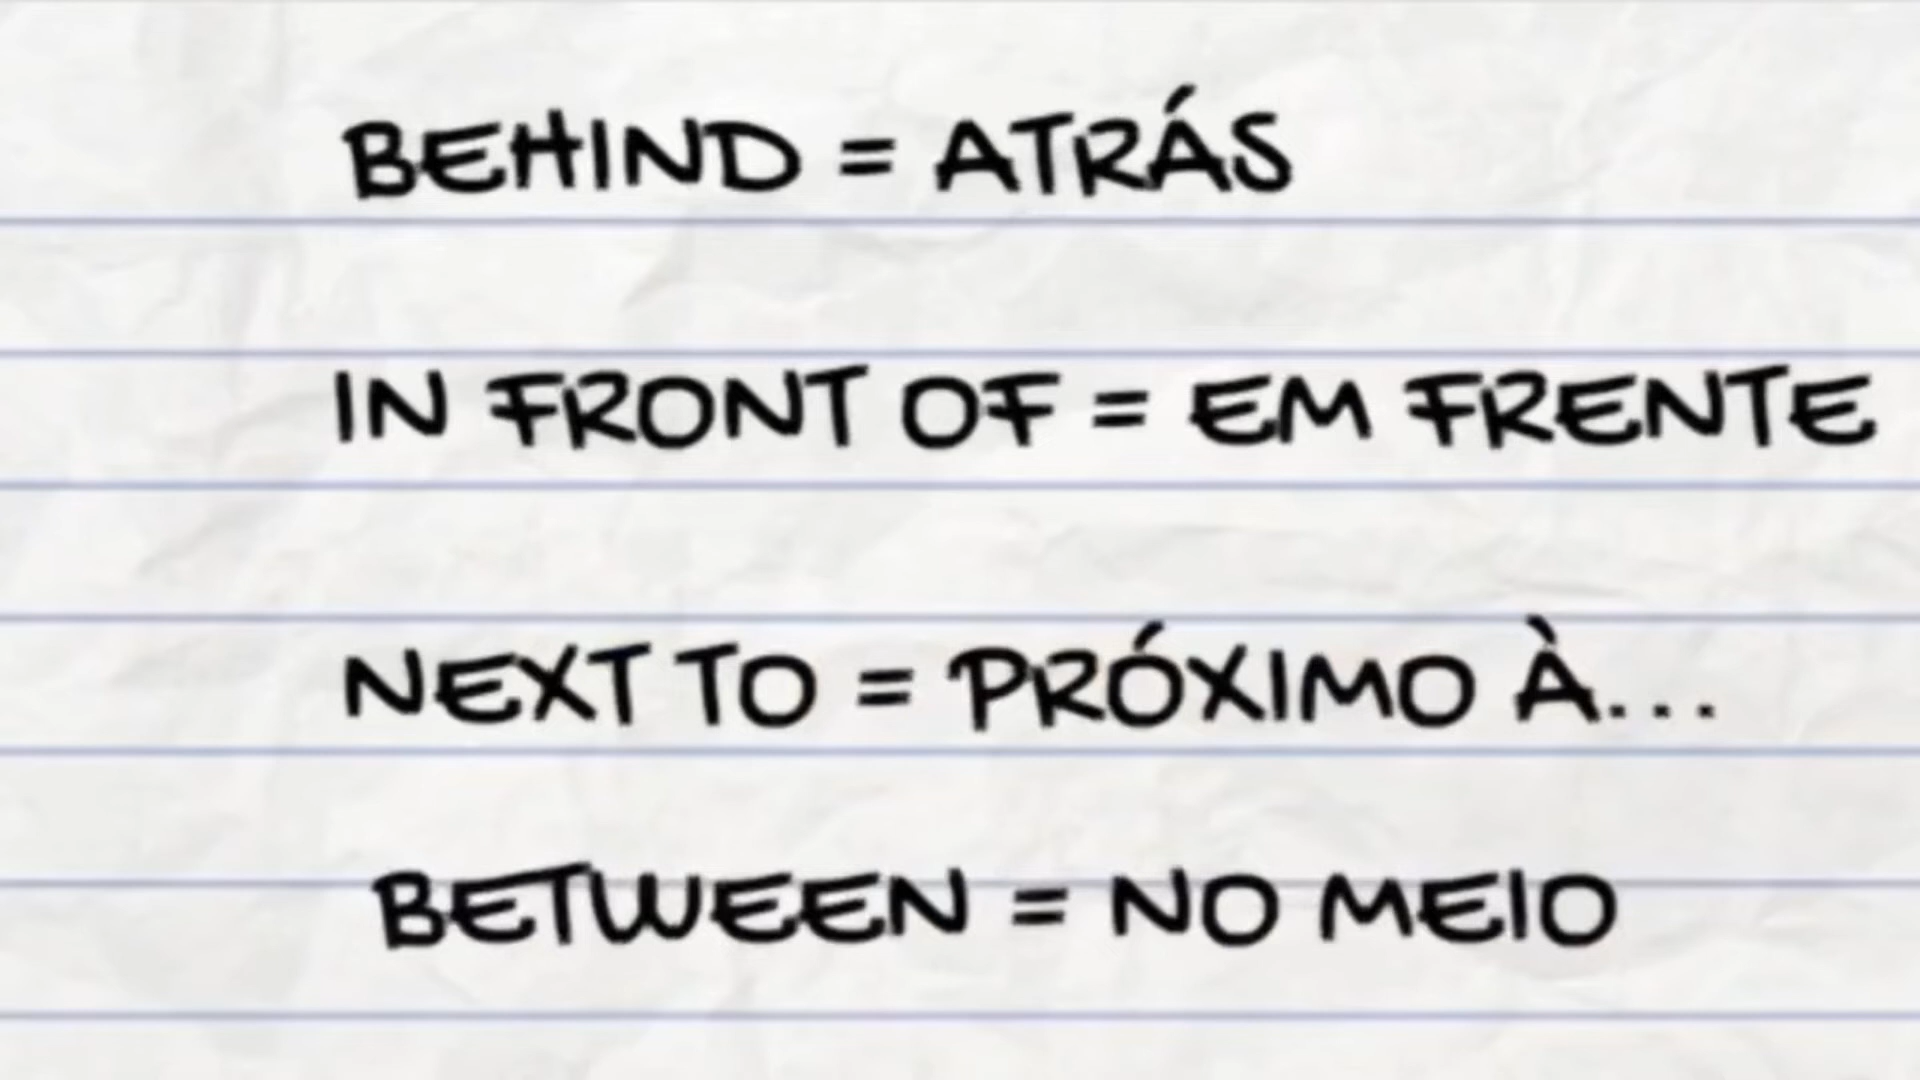 BEHIND = ATRÁS
IN FRONT OF = EM FRENTE
NEXT TO = PRÓXIMO À...
BETWEEN = NO MEIO